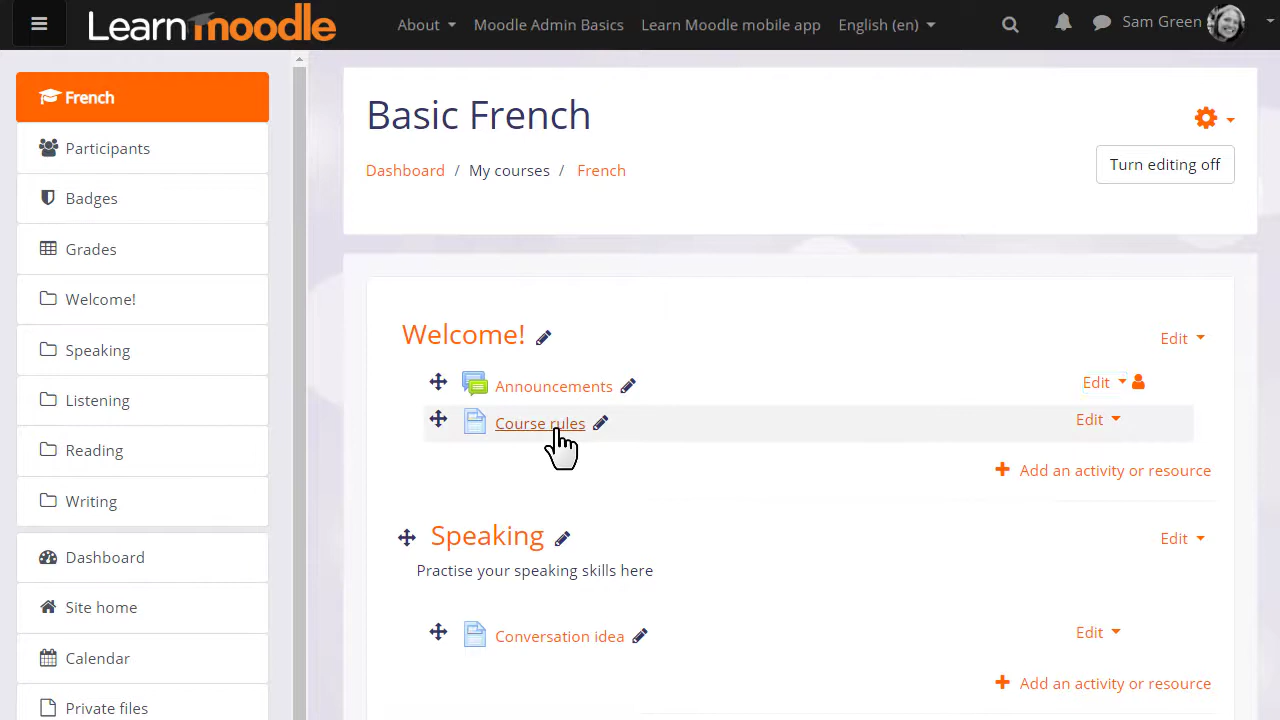 Learn moodle About Moodle Admin Basics Learn Moodle mobile app English (en) Sam Green
French
Participants
Badges
Grades
Welcome!
Speaking
Listening
Reading
Writing
Dashboard
Site home
Calendar
Private files
Basic French
Dashboard / My courses / French
Turn editing off
Welcome! Edit
Announcements Edit
Course rules Edit
Add an activity or resource
Speaking Edit
Practise your speaking skills here
Conversation idea Edit
Add an activity or resource